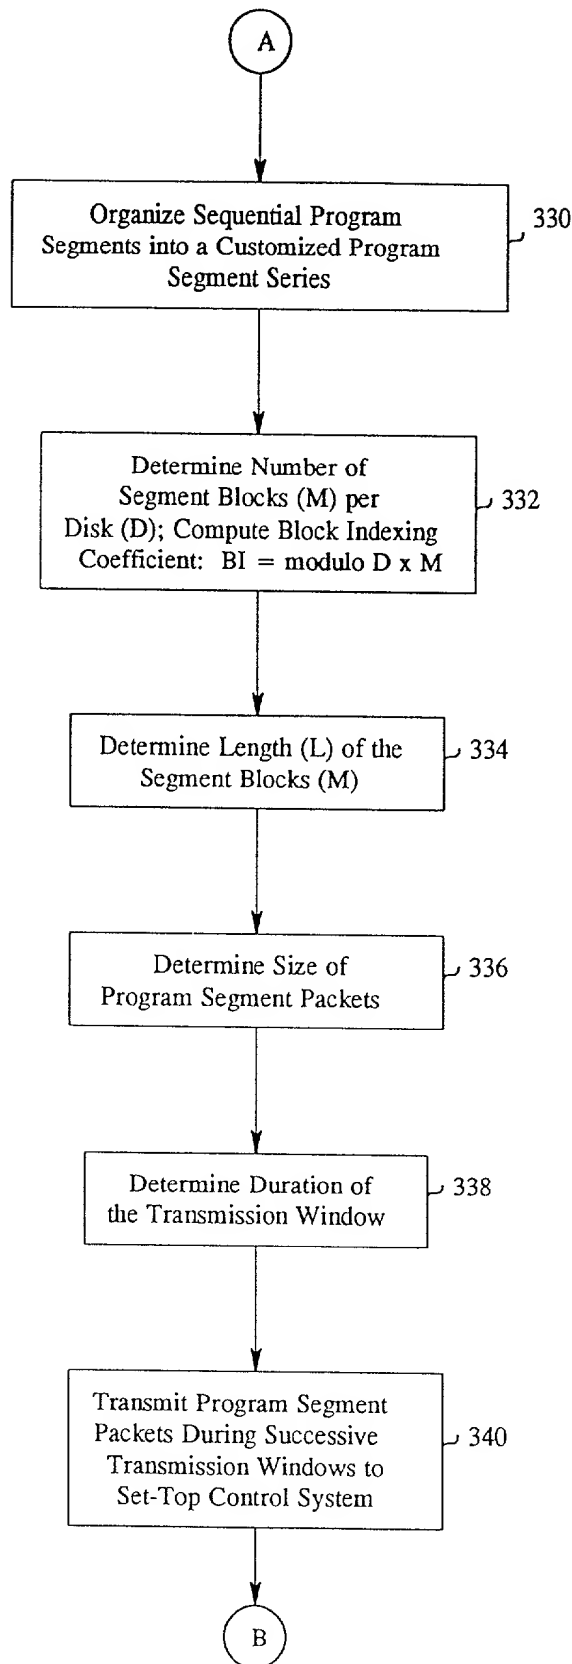 A
Organize Sequential Program
Segments into a Customized Program
Segment Series
330
Determine Number of
Segment Blocks (M) per
Disk (D); Compute Block Indexing
Coefficient: BI = modulo D x M
332
Determine Length (L) of the
Segment Blocks (M)
334
Determine Size of
Program Segment Packets
336
Determine Duration of
the Transmission Window
338
Transmit Program Segment
Packets During Successive
Transmission Windows to
Set-Top Control System
340
B